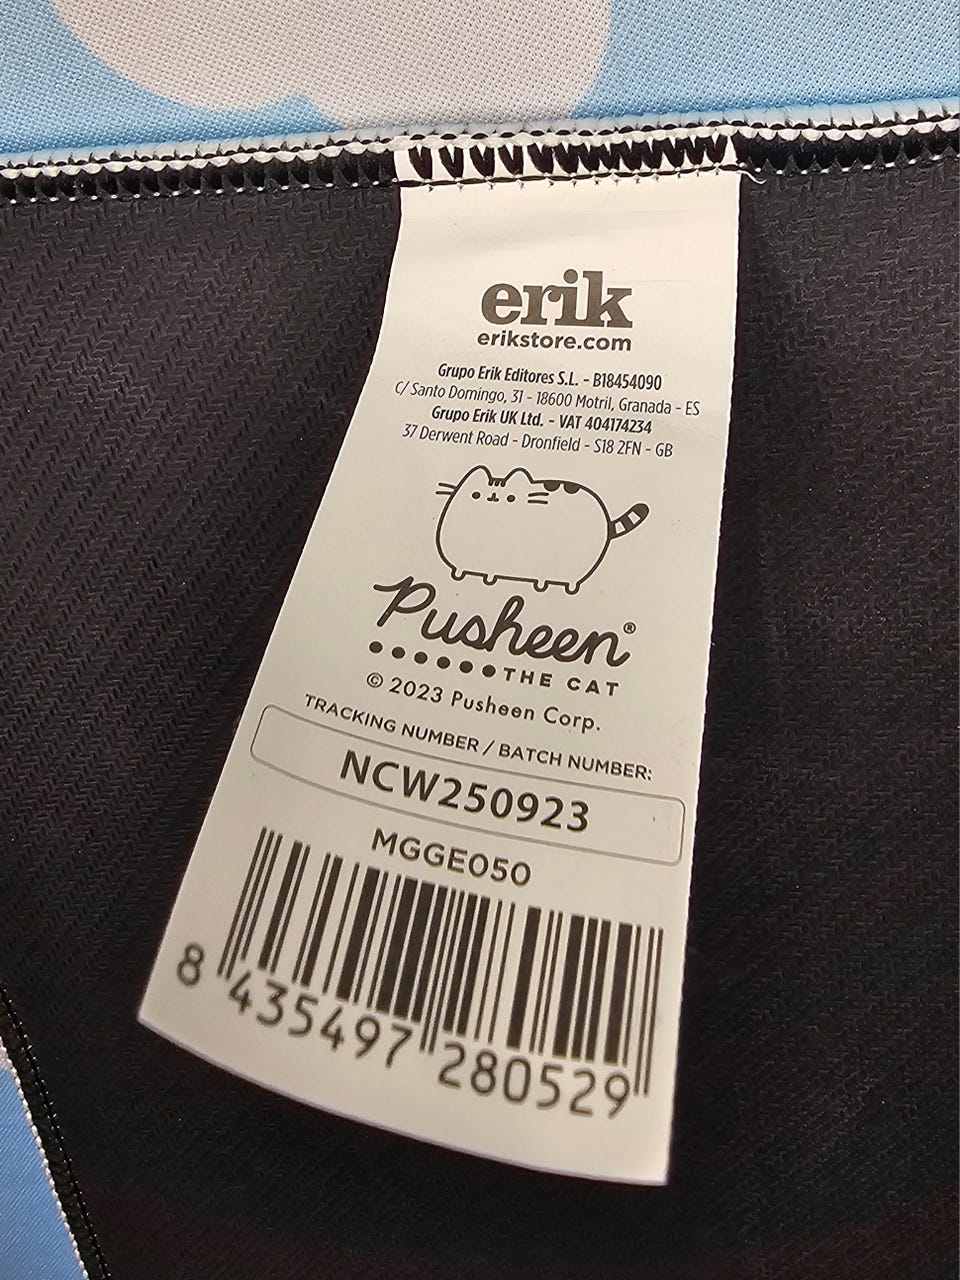 erik
erikstore.com
Grupo Erik Editores S.L. - B18454090
C/ Santo Domingo, 31 - 18600 Motril, Granada - ES
Grupo Erik UK Ltd. - VAT 404174234
37 Derwent Road - Dronfield - S18 2FN - GB
Pusheen®
THE CAT
© 2023 Pusheen Corp.
TRACKING NUMBER / BATCH NUMBER:
NCW250923
MGGE050
8 435497 280529